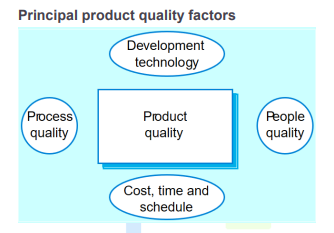 Principal product quality factors
Development
technology
Process
quality
Product
quality
People
quality
Cost, time and
schedule